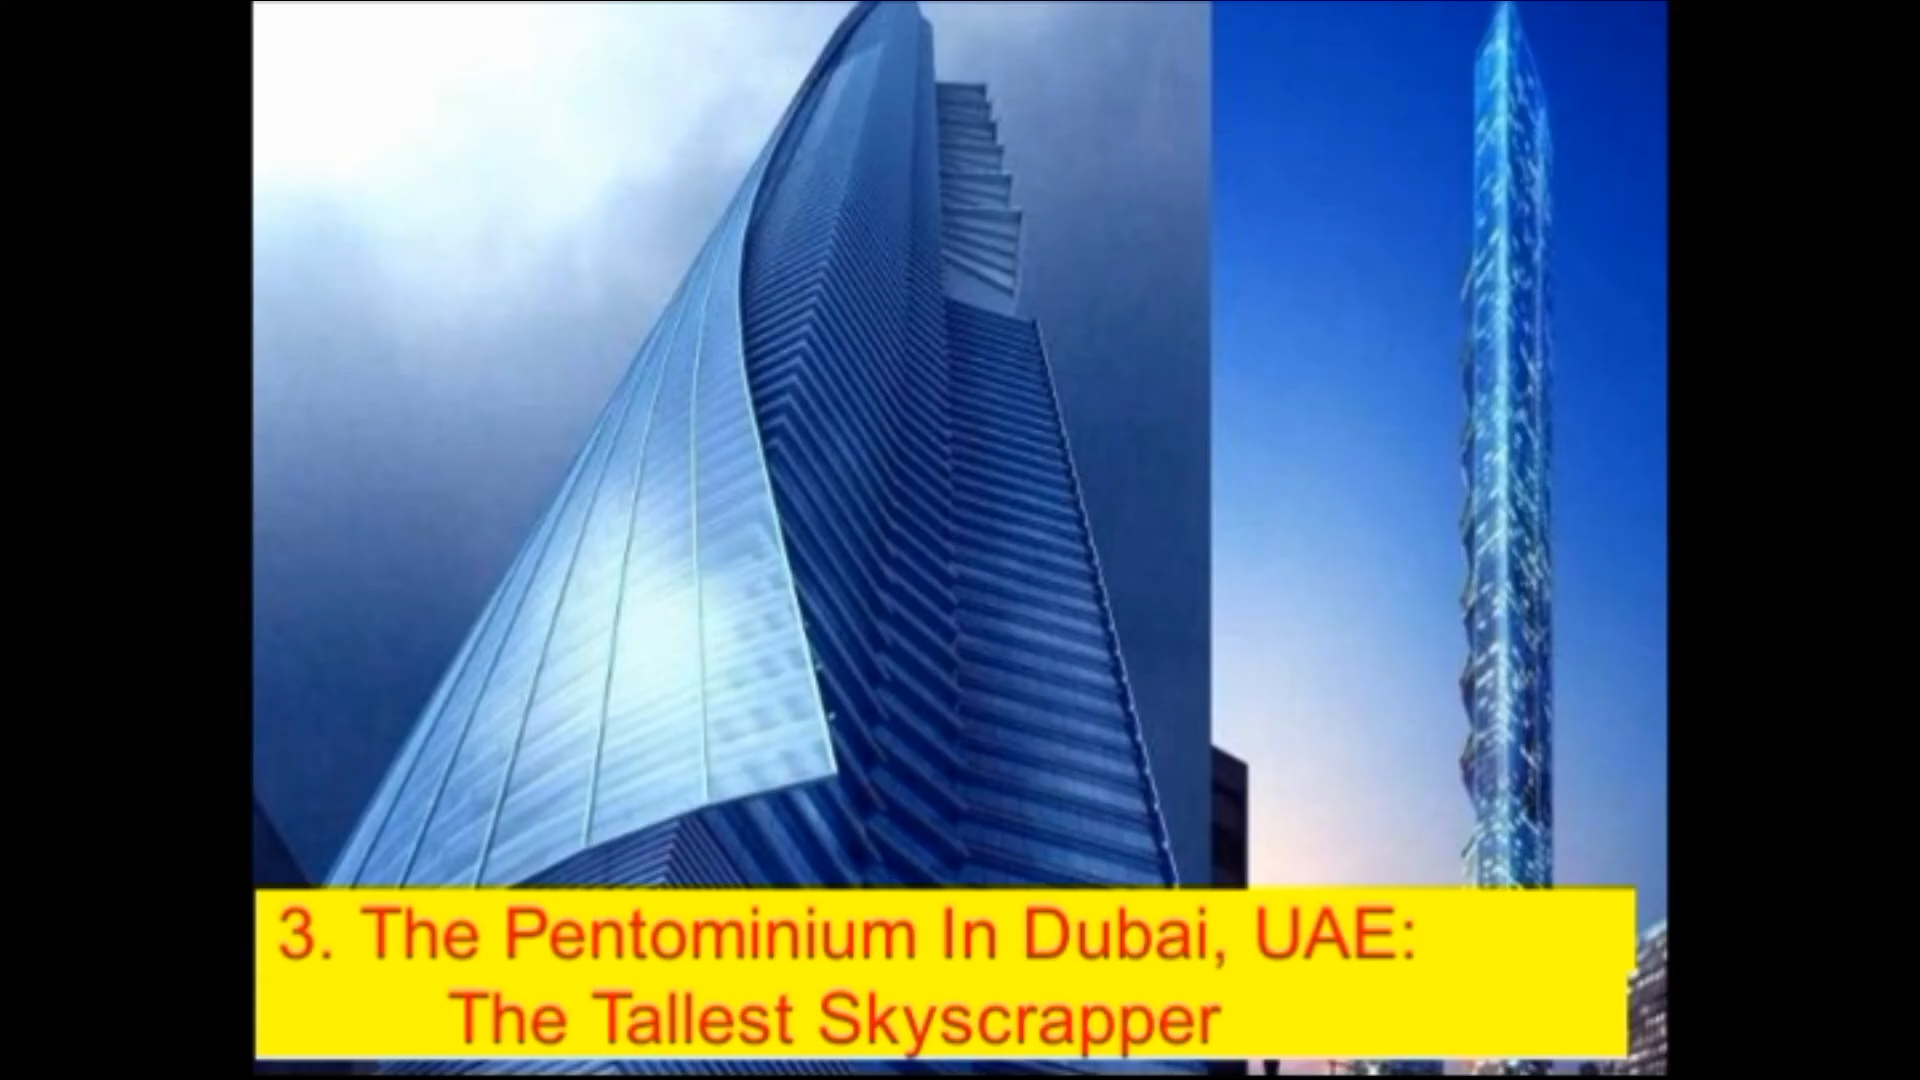 3. The Pentominium In Dubai, UAE:
The Tallest Skyscrapper